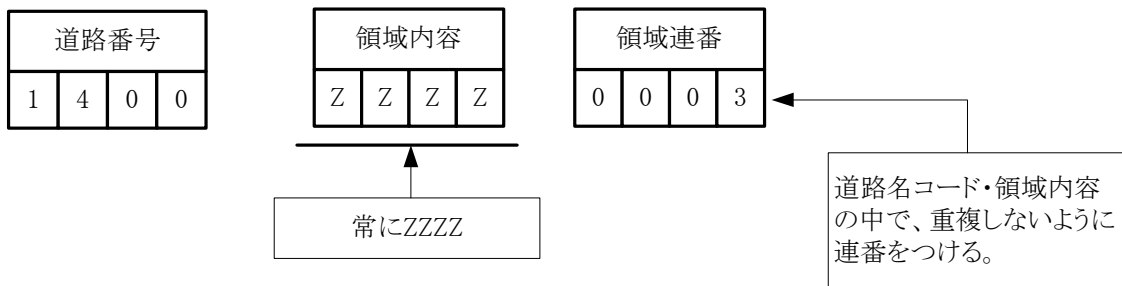 道路番号 領域内容 領域連番
1 4 0 0 Z Z Z Z 0 0 0 3
常にZZZZ
道路名コード・領域内容
の中で、重複しないように
連番をつける。